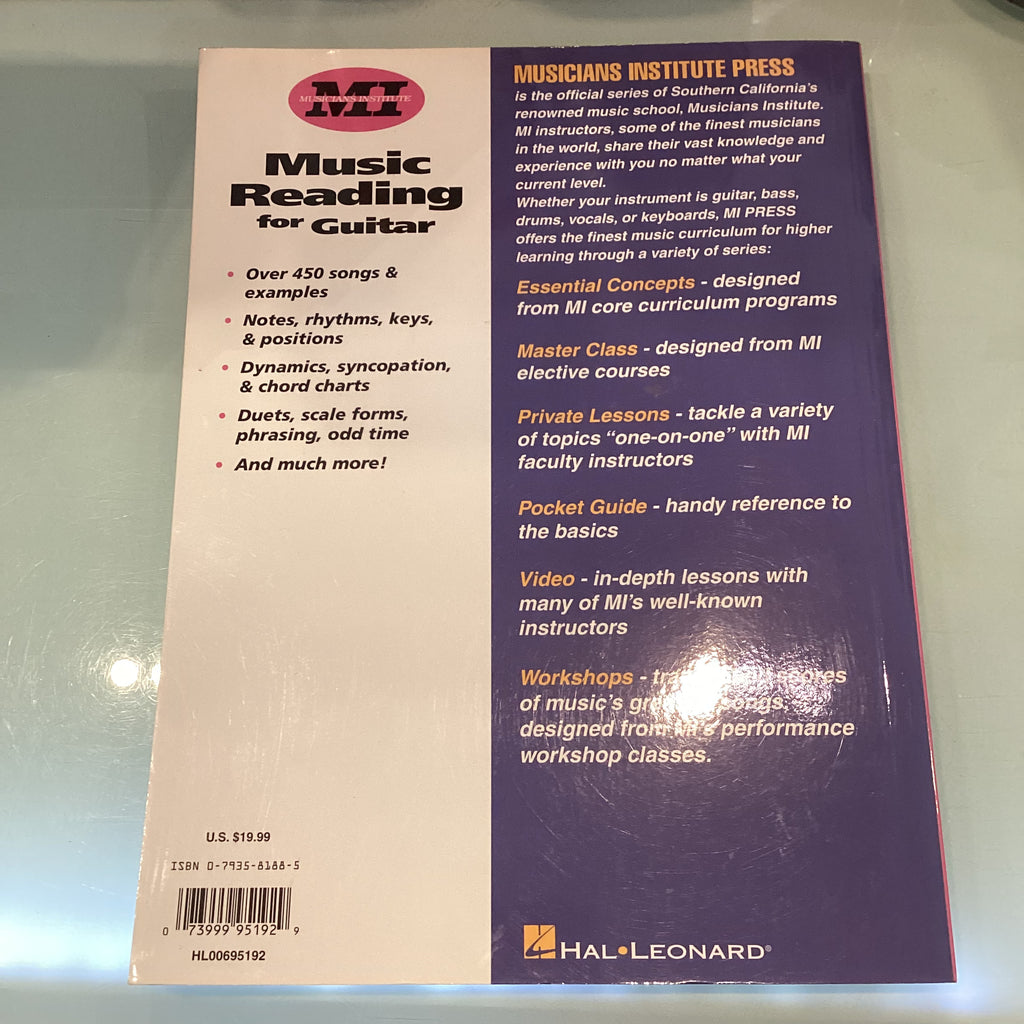 MI
MUSICIANS INSTITUTE
Music
Reading
for Guitar
• Over 450 songs &
examples
• Notes, rhythms, keys,
& positions
• Dynamics, syncopation,
& chord charts
• Duets, scale forms,
phrasing, odd time
• And much more!
U.S. $19.99
ISBN 0-7935-8188-5
0 73999 95192 9
HL00695192
MUSICIANS INSTITUTE PRESS
is the official series of Southern California's
renowned music school, Musicians Institute.
MI instructors, some of the finest musicians
in the world, share their vast knowledge and
experience with you no matter what your
current level.
Whether your instrument is guitar, bass,
drums, vocals, or keyboards, MI PRESS
offers the finest music curriculum for higher
learning through a variety of series:
Essential Concepts - designed
from MI core curriculum programs
Master Class - designed from MI
elective courses
Private Lessons - tackle a variety
of topics "one-on-one" with MI
faculty instructors
Pocket Guide - handy reference to
the basics
Video - in-depth lessons with
many of MI's well-known
instructors
Workshops - scores
of music's songs,
designed from MI's performance
workshop classes.
HAL•LEONARD®